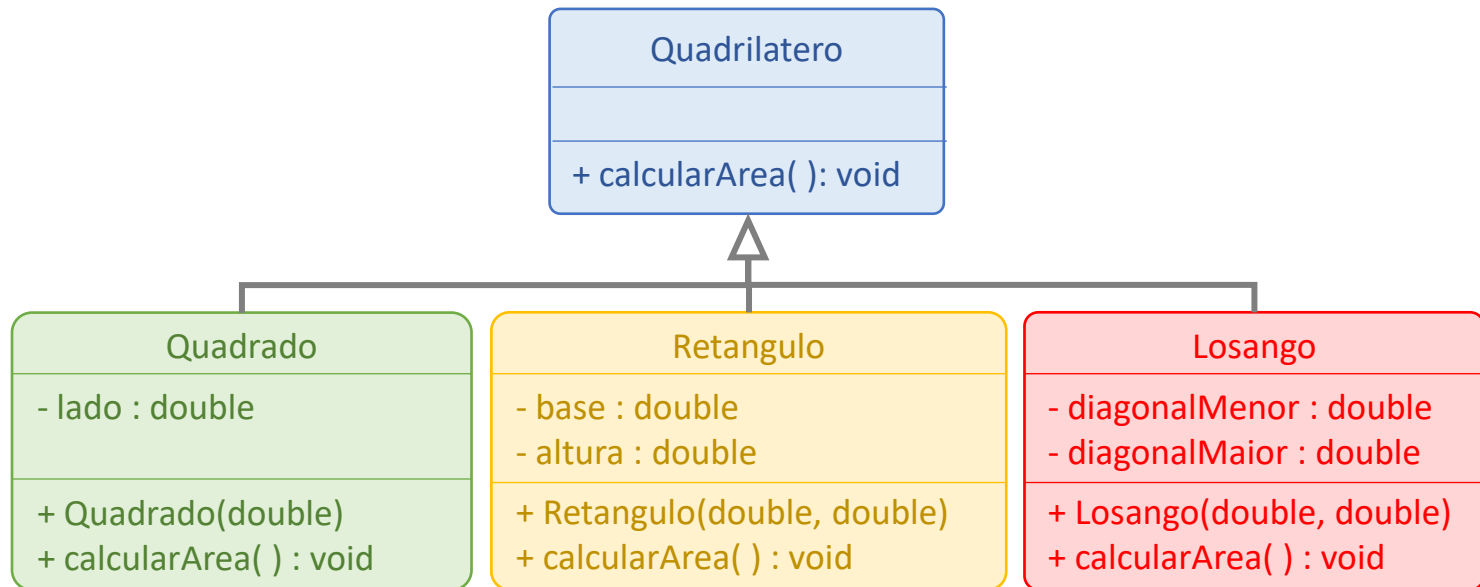 Quadrilatero
+ calcularArea( ): void
Quadrado
- lado : double
+ Quadrado(double)
+ calcularArea( ) : void
Retangulo
- base : double
- altura : double
+ Retangulo(double, double)
+ calcularArea( ) : void
Losango
- diagonalMenor : double
- diagonalMaior : double
+ Losango(double, double)
+ calcularArea( ) : void